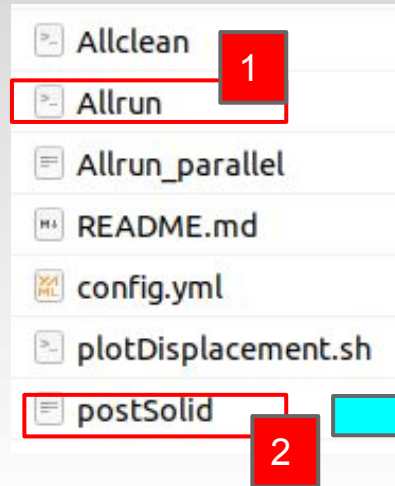 Allclean
1
Allrun
Allrun_parallel
README.md
config.yml
plotDisplacement.sh
postSolid
2